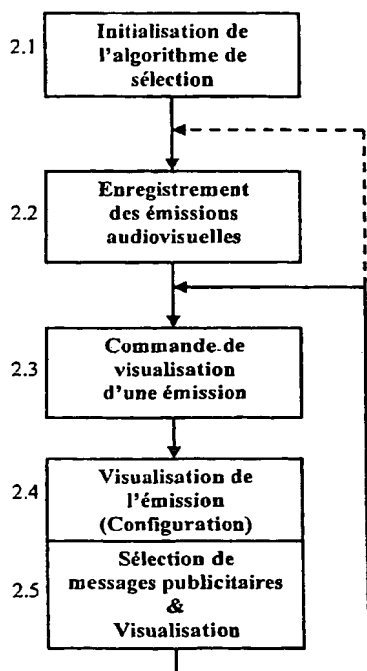 2.1
Initialisation de
l'algorithme de
sélection
2.2
Enregistrement
des émissions
audiovisuelles
2.3
Commande de
visualisation
d'une émission
2.4
Visualisation de
l'émission
(Configuration)
2.5
Sélection de
messages publicitaires
&
Visualisation